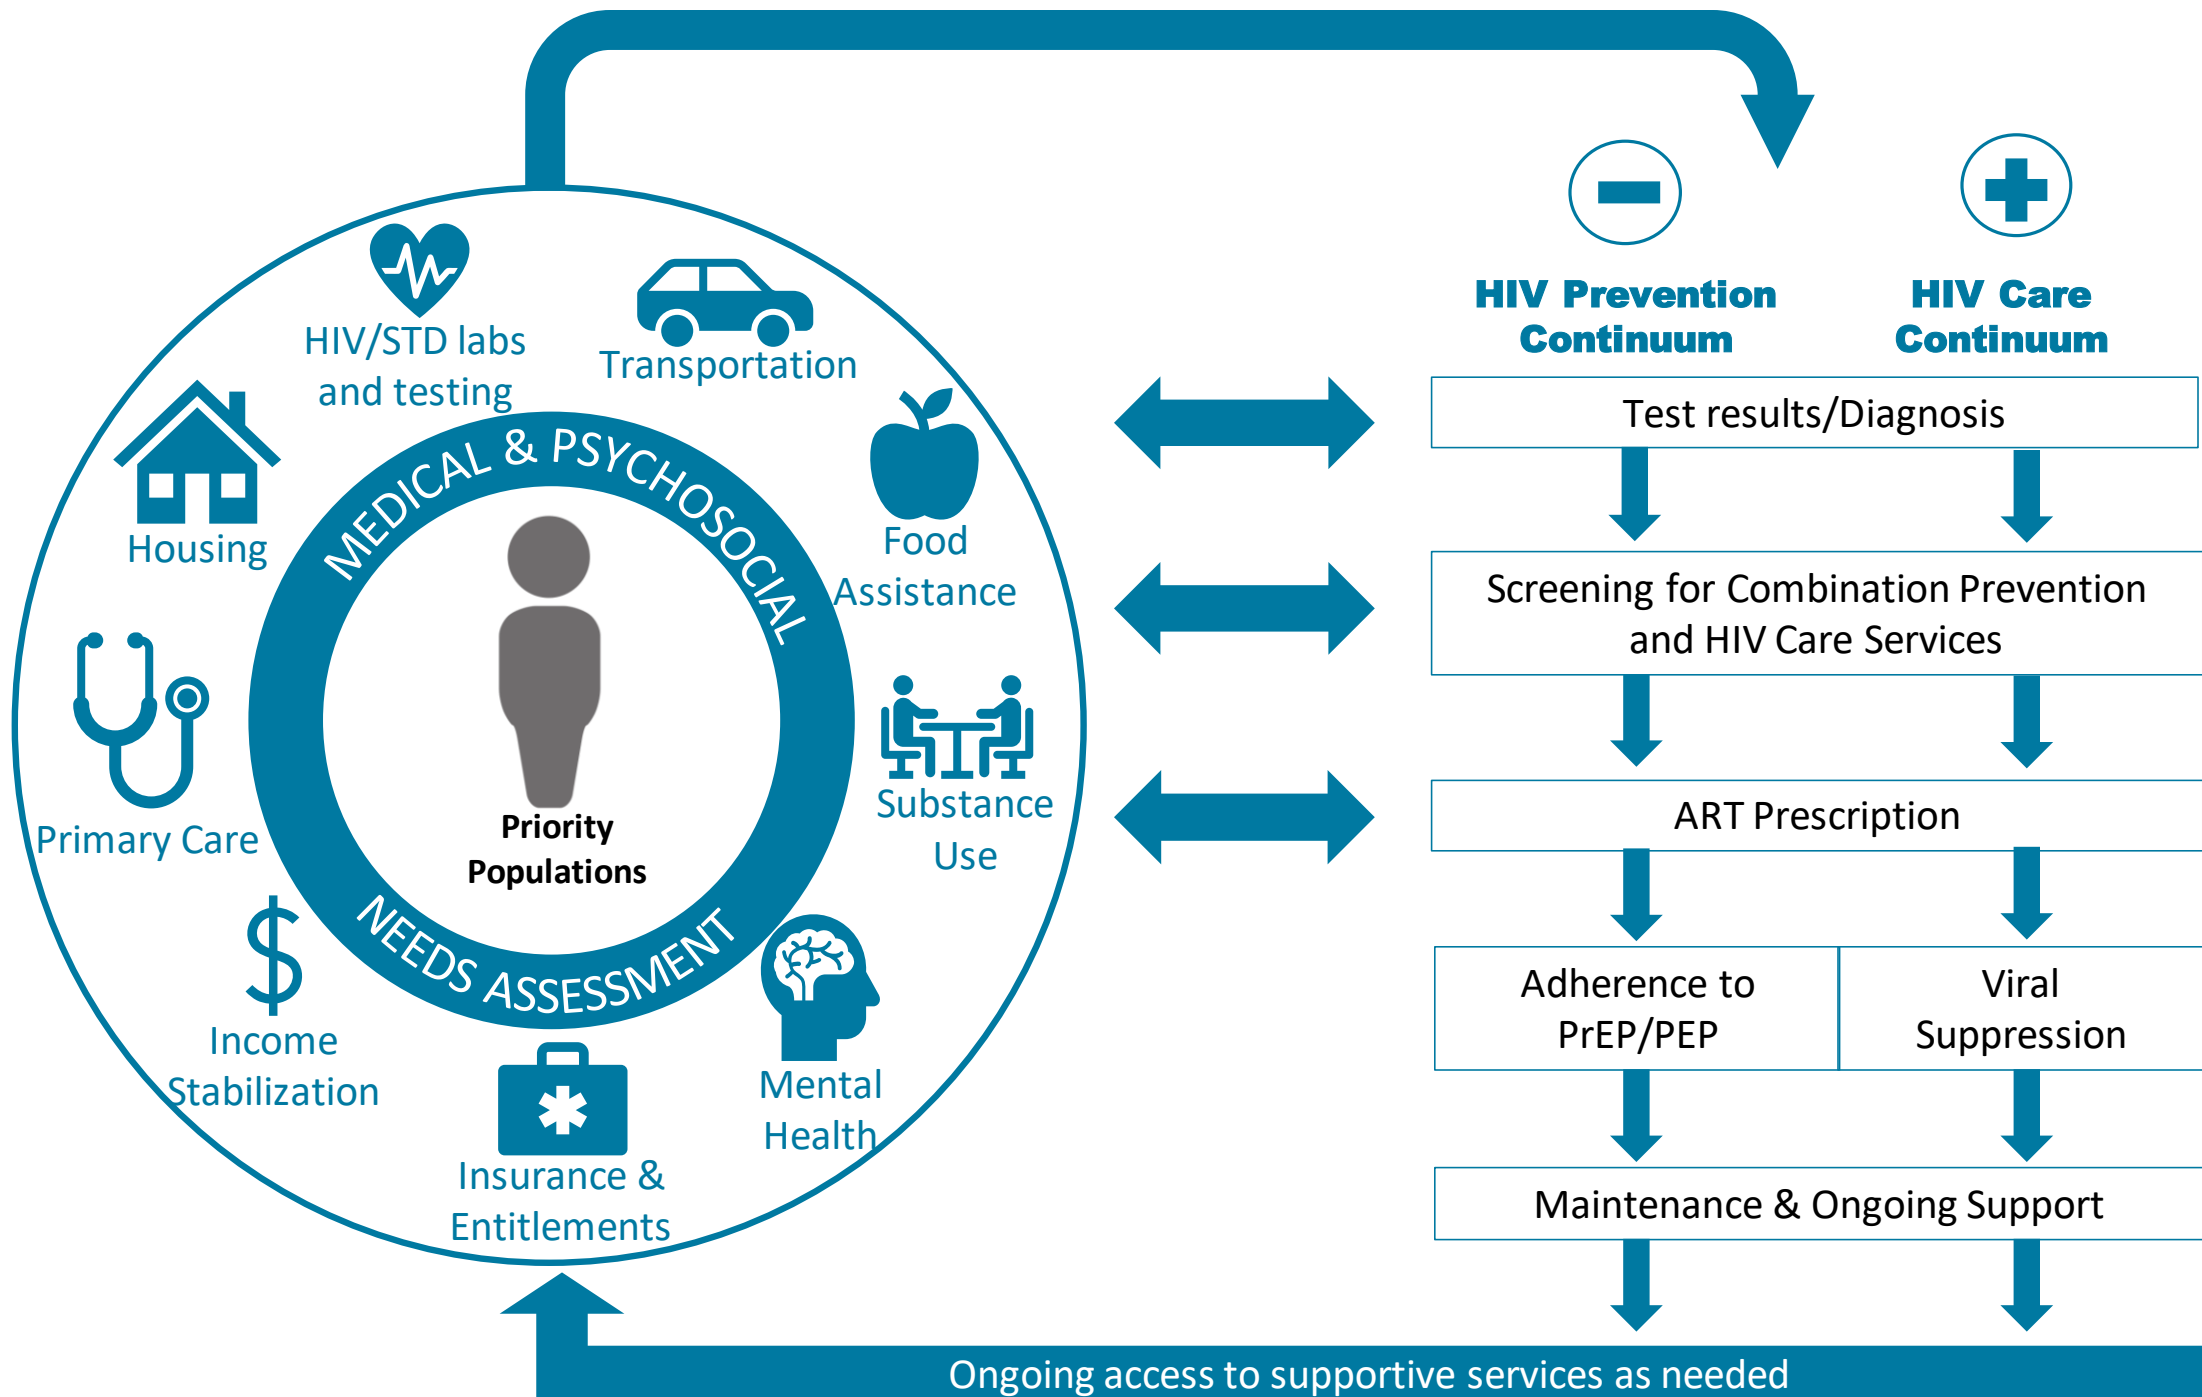 HIV/STD labs
and testing
Transportation
Food
Assistance
Substance
Use
Mental
Health
Insurance &
Entitlements
Income
Stabilization
Primary Care
Housing
MEDICAL & PSYCHOSOCIAL
NEEDS ASSESSMENT
Priority
Populations
HIV Prevention
Continuum
HIV Care
Continuum
Test results/Diagnosis
Screening for Combination Prevention
and HIV Care Services
ART Prescription
Adherence to
PrEP/PEP
Viral
Suppression
Maintenance & Ongoing Support
Ongoing access to supportive services as needed